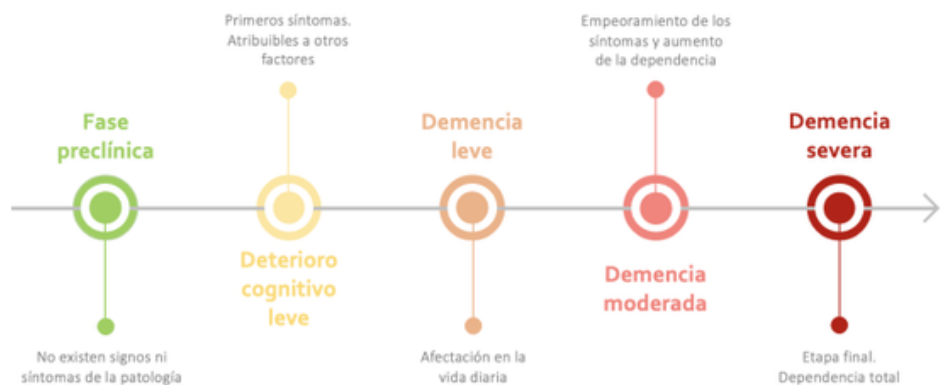 Primeros síntomas.
Atribuibles a otros
factores
Empeoramiento de los
síntomas y aumento
de la dependencia
Fase
preclínica
Demencia
leve
Demencia
severa
Deterioro
cognitivo
leve
Demencia
moderada
No existen signos ni
síntomas de la patología
Afectación en la
vida diaria
Etapa final.
Dependencia total